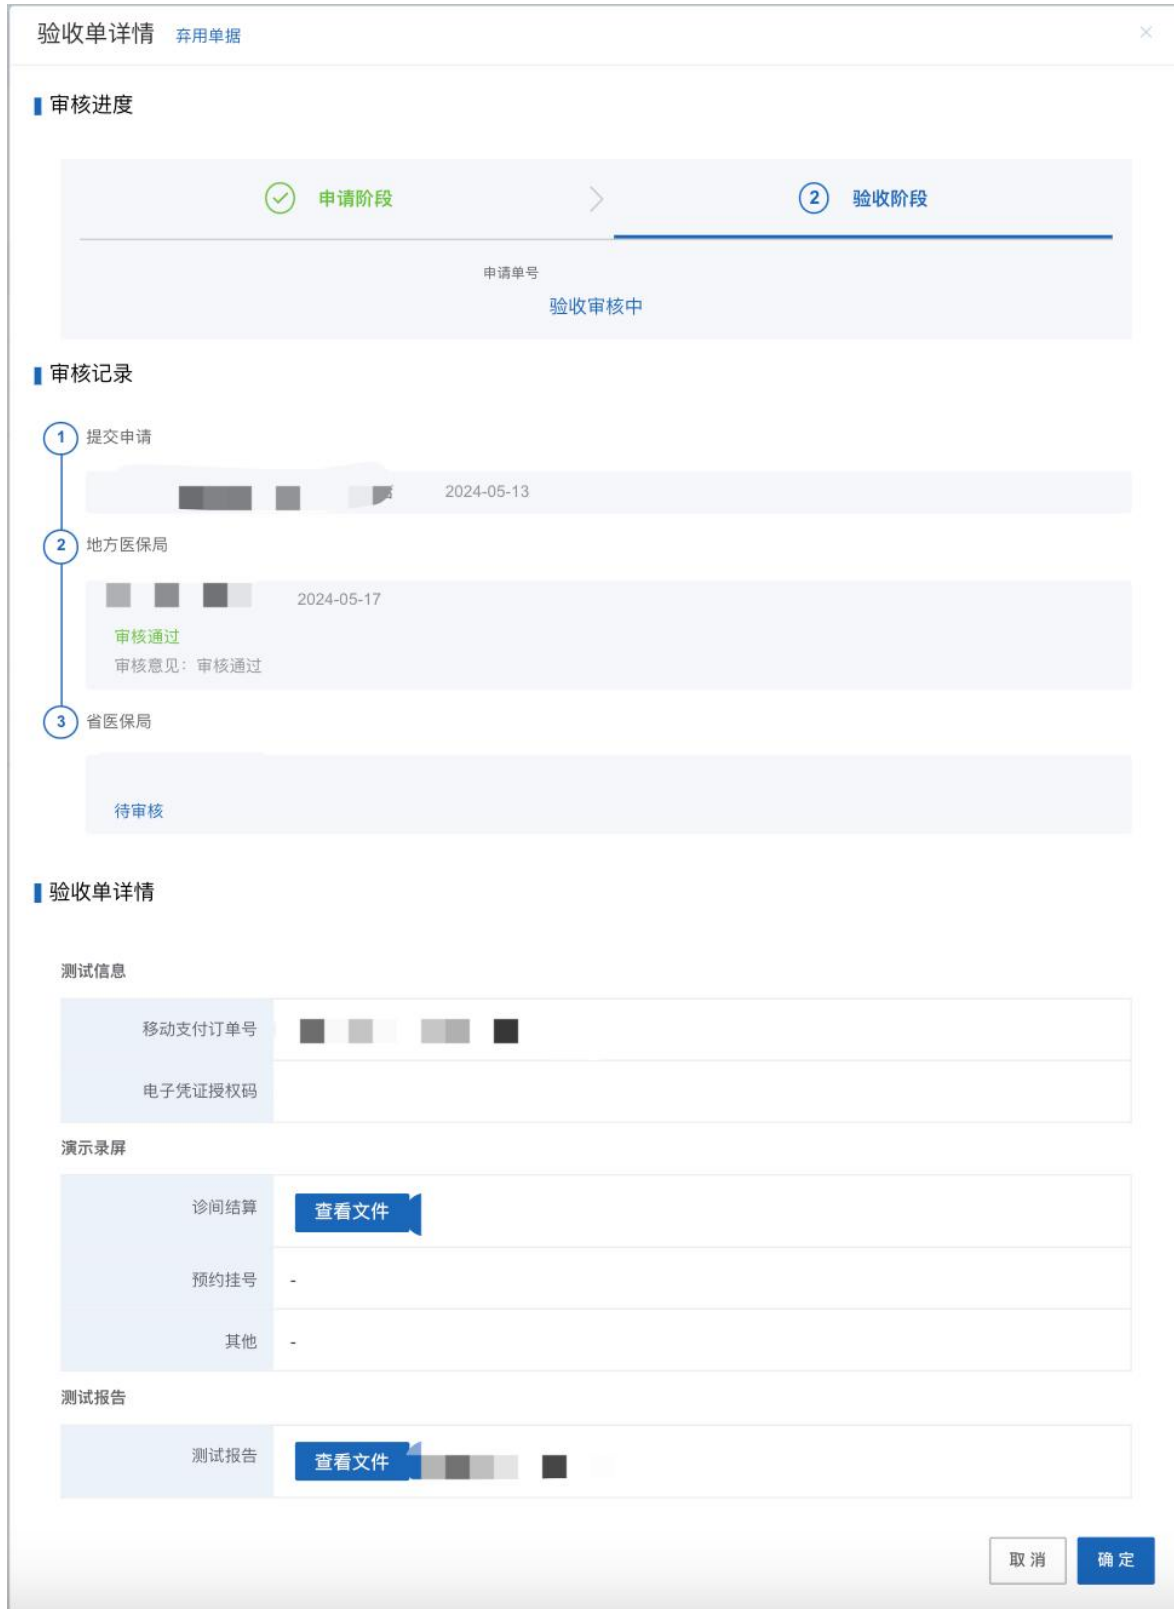 验收单详情 弃用单据
审核进度
申请阶段
2 验收阶段
申请单号
验收审核中
审核记录
1 提交申请
2024-05-13
2 地方医保局
2024-05-17
审核通过
审核意见：审核通过
3 省医保局
待审核
验收单详情
测试信息
移动支付订单号
电子凭证授权码
演示录屏
诊间结算 查看文件
预约挂号 -
其他 -
测试报告
测试报告 查看文件
取消 确定